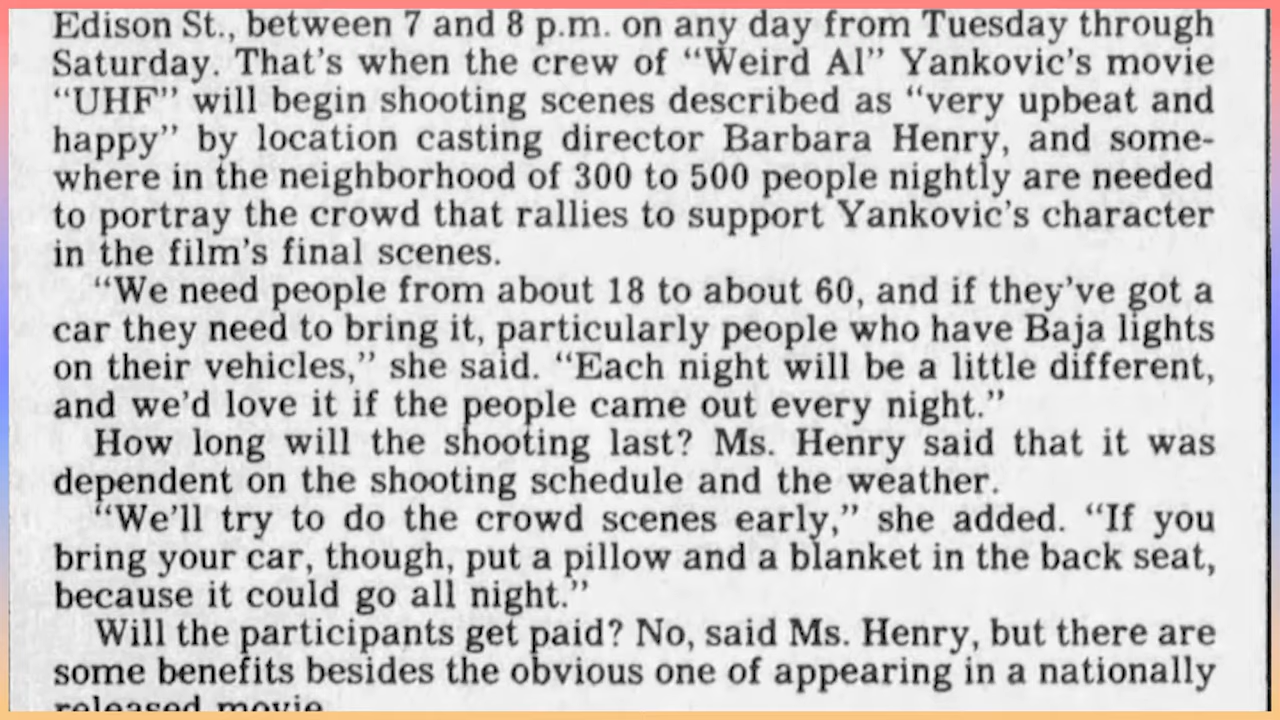 Edison St., between 7 and 8 p.m. on any day from Tuesday through
Saturday. That's when the crew of “Weird Al” Yankovic's movie
“UHF” will begin shooting scenes described as “very upbeat and
happy” by location casting director Barbara Henry, and some-
where in the neighborhood of 300 to 500 people nightly are needed
to portray the crowd that rallies to support Yankovic's character
in the film's final scenes.
“We need people from about 18 to about 60, and if they've got a
car they need to bring it, particularly people who have Baja lights
on their vehicles,” she said. “Each night will be a little different,
and we'd love it if the people came out every night.”
How long will the shooting last? Ms. Henry said that it was
dependent on the shooting schedule and the weather.
“We'll try to do the crowd scenes early,” she added. “If you
bring your car, though, put a pillow and a blanket in the back seat,
because it could go all night.”
Will the participants get paid? No, said Ms. Henry, but there are
some benefits besides the obvious one of appearing in a nationally
released movie.